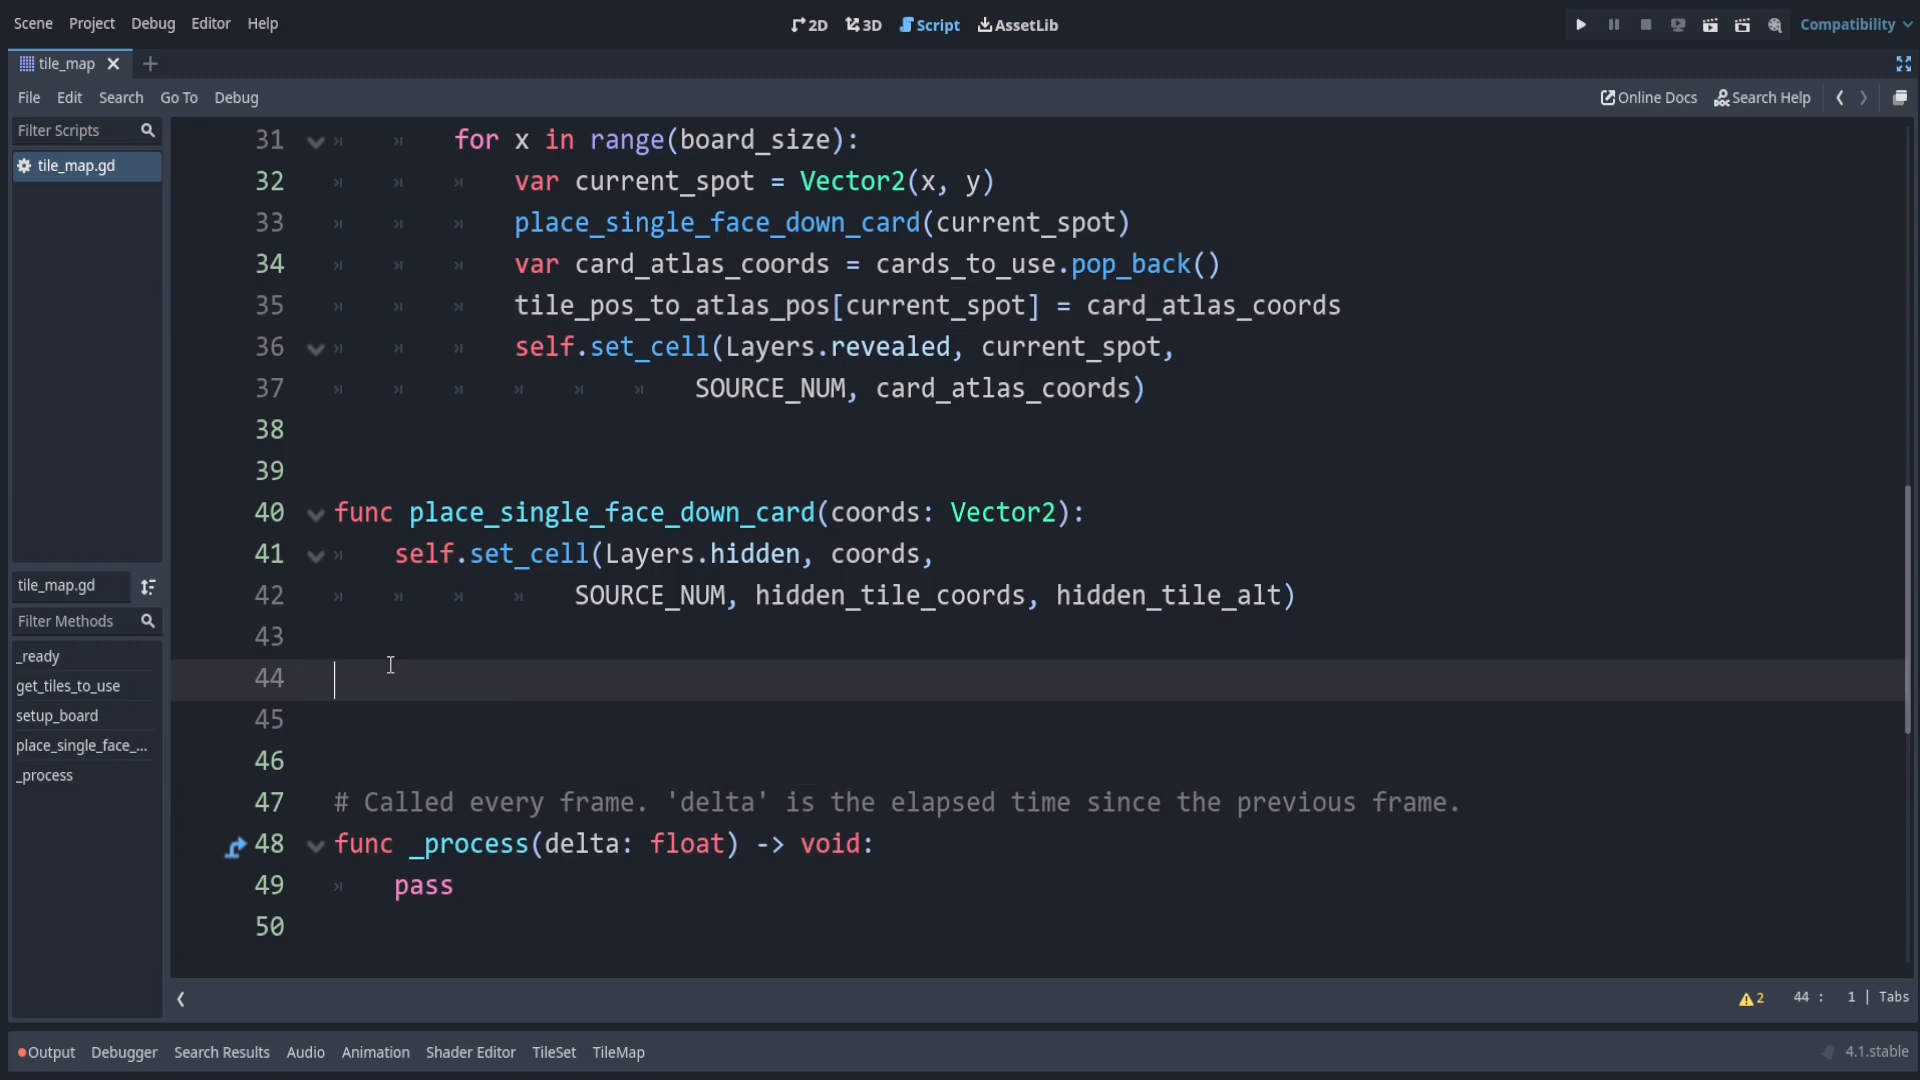 Scene Project Debug Editor Help 2D 3D Script AssetLib Compatibility
tile_map
File Edit Search Go To Debug Online Docs Search Help
Filter Scripts
tile_map.gd
31 for x in range(board_size):
32 var current_spot = Vector2(x, y)
33 place_single_face_down_card(current_spot)
34 var card_atlas_coords = cards_to_use.pop_back()
35 tile_pos_to_atlas_pos[current_spot] = card_atlas_coords
36 self.set_cell(Layers.revealed, current_spot,
37 SOURCE_NUM, card_atlas_coords)
38
39
40 func place_single_face_down_card(coords: Vector2):
41 self.set_cell(Layers.hidden, coords,
42 SOURCE_NUM, hidden_tile_coords, hidden_tile_alt)
43
44
45
46
47 # Called every frame. 'delta' is the elapsed time since the previous frame.
48 func _process(delta: float) -> void:
49 pass
50
tile_map.gd
Filter Methods
_ready
get_tiles_to_use
setup_board
place_single_face_...
_process
2 44 : 1 | Tabs
Output Debugger Search Results Audio Animation Shader Editor TileSet TileMap 4.1.stable